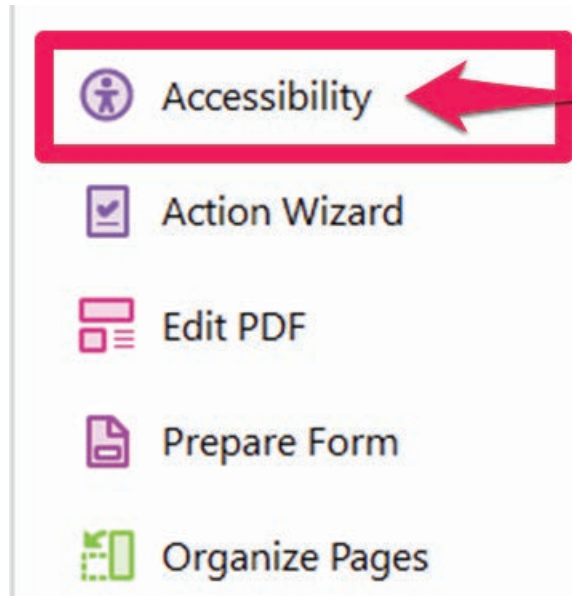 Accessibility
Action Wizard
Edit PDF
Prepare Form
Organize Pages